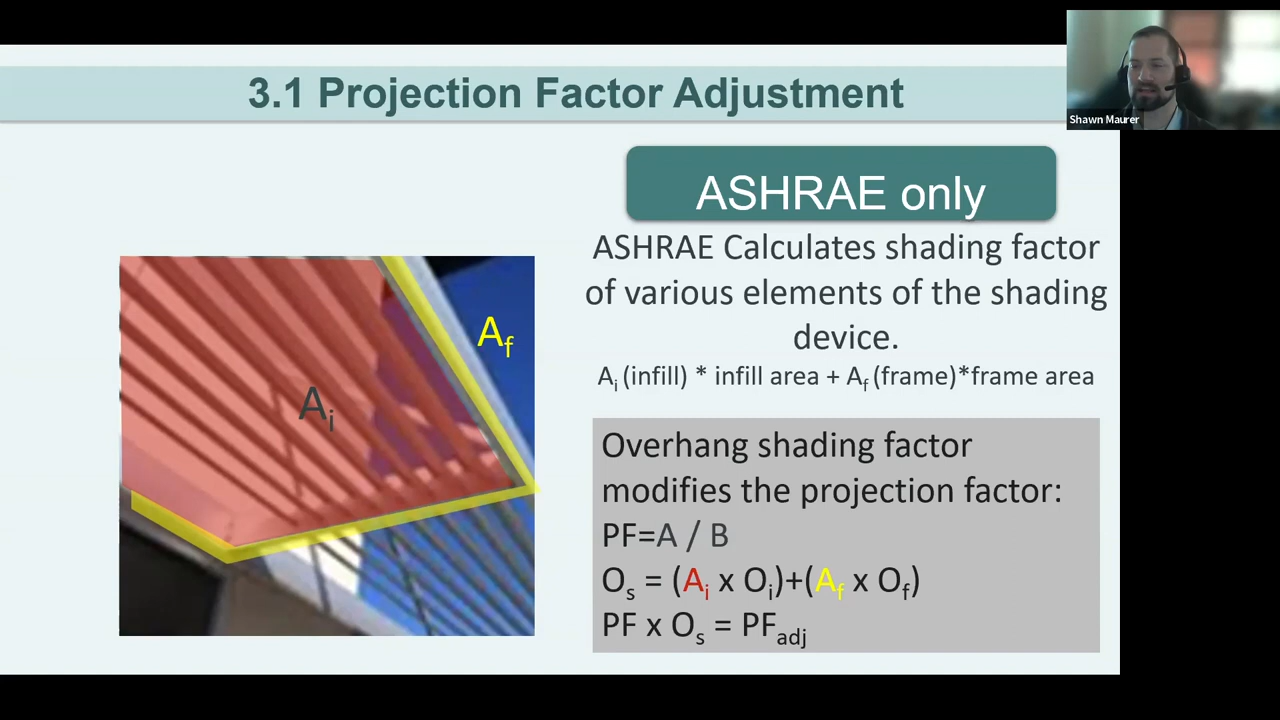 3.1 Projection Factor Adjustment
Shawn Maurer
ASHRAE only
ASHRAE Calculates shading factor
of various elements of the shading
device.
Ai (infill) * infill area + Af (frame)*frame area
Af
Ai
Overhang shading factor
modifies the projection factor:
PF=A / B
Os = (Ai x Oi)+(Af x Of)
PF x Os = PFadj